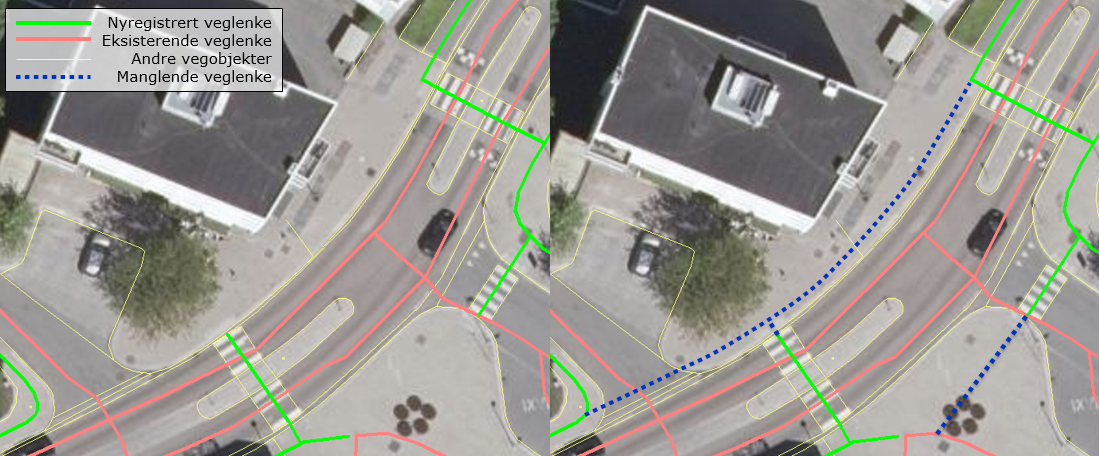 Nyregistrert veglenke
Eksisterende veglenke
Andre vegobjekter
Manglende veglenke